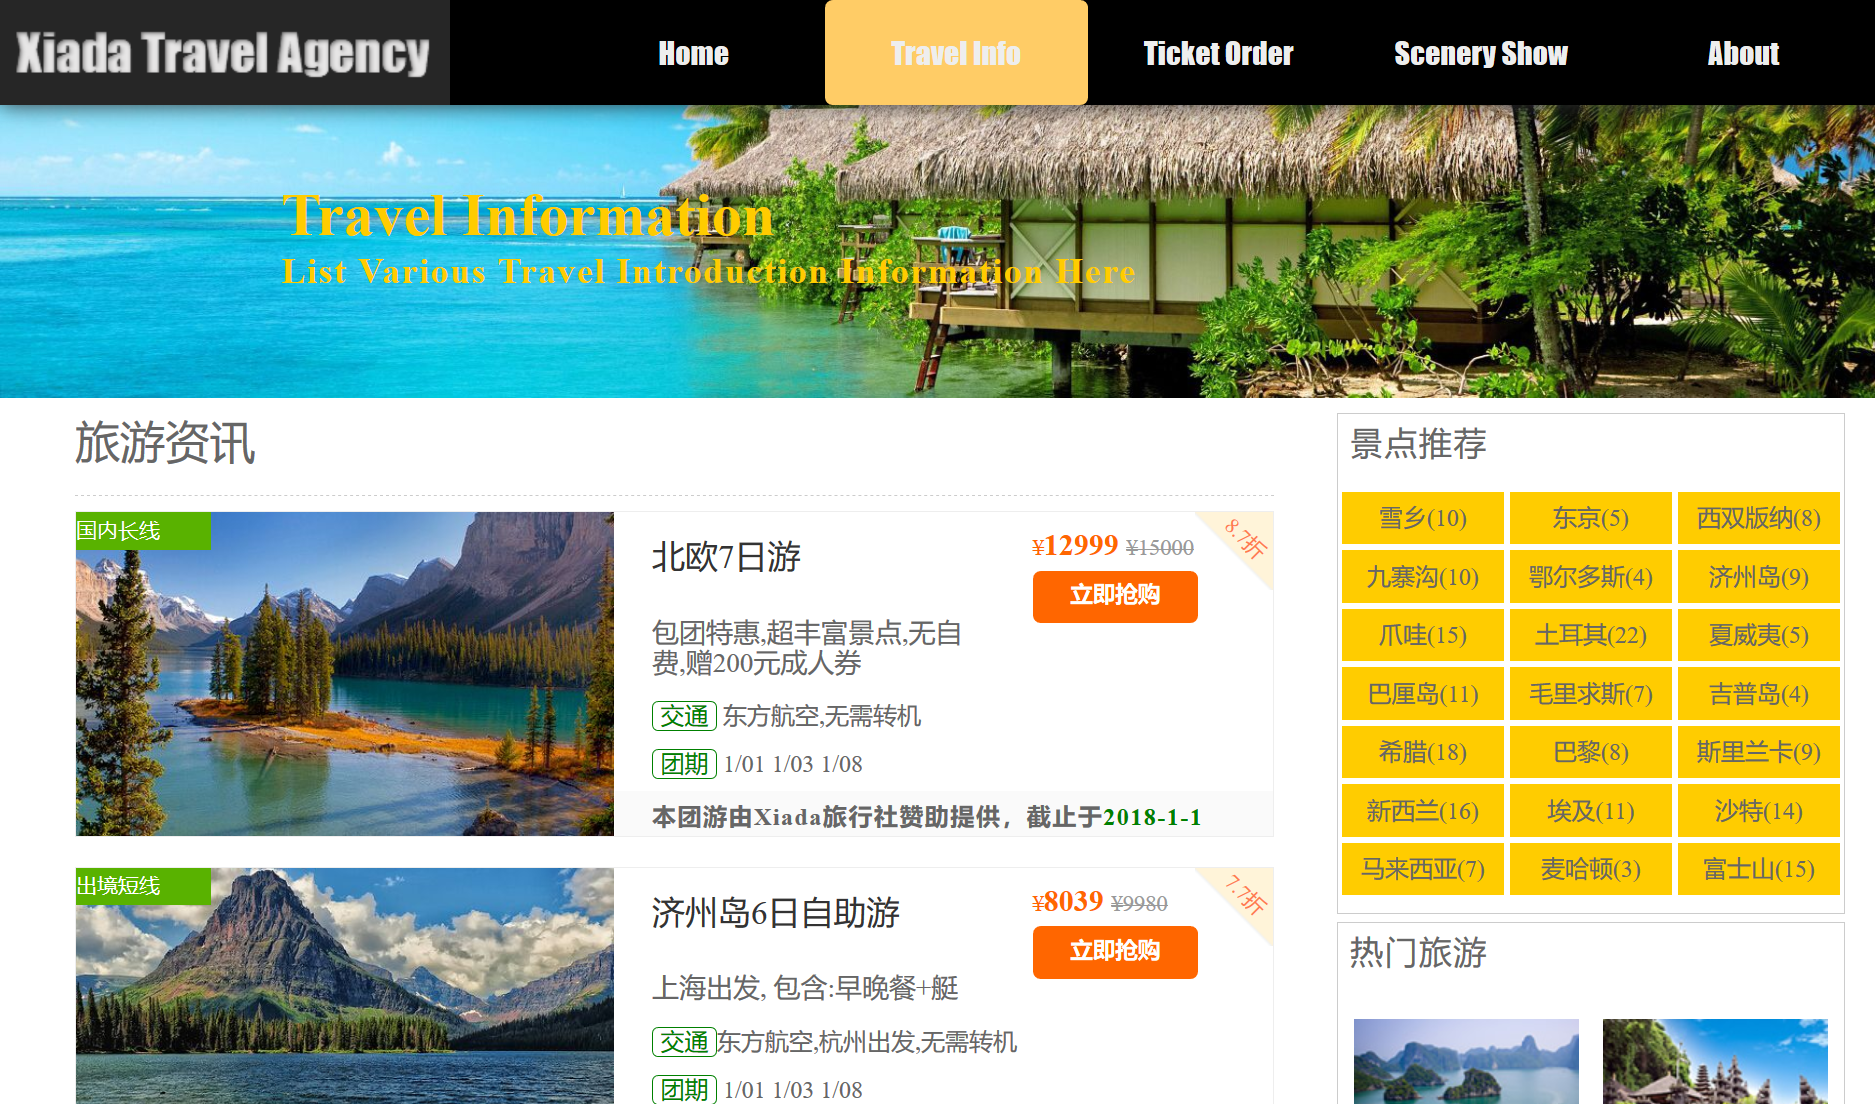 Xiada Travel Agency
Home
Travel Info
Ticket Order
Scenery Show
About
Travel Information
List Various Travel Introduction Information Here
旅游资讯
国内长线
北欧7日游
¥12999 ¥15000
8.7折
立即抢购
包团特惠,超丰富景点,无自
费,赠200元成人券
交通 东方航空,无需转机
团期 1/01 1/03 1/08
本团游由Xiada旅行社赞助提供，截止于2018-1-1
出境短线
济州岛6日自助游
¥8039 ¥9980
7.7折
立即抢购
上海出发, 包含:早晚餐+艇
交通东方航空,杭州出发,无需转机
团期 1/01 1/03 1/08
景点推荐
雪乡(10) 东京(5) 西双版纳(8)
九寨沟(10) 鄂尔多斯(4) 济州岛(9)
爪哇(15) 土耳其(22) 夏威夷(5)
巴厘岛(11) 毛里求斯(7) 吉普岛(4)
希腊(18) 巴黎(8) 斯里兰卡(9)
新西兰(16) 埃及(11) 沙特(14)
马来西亚(7) 麦哈顿(3) 富士山(15)
热门旅游